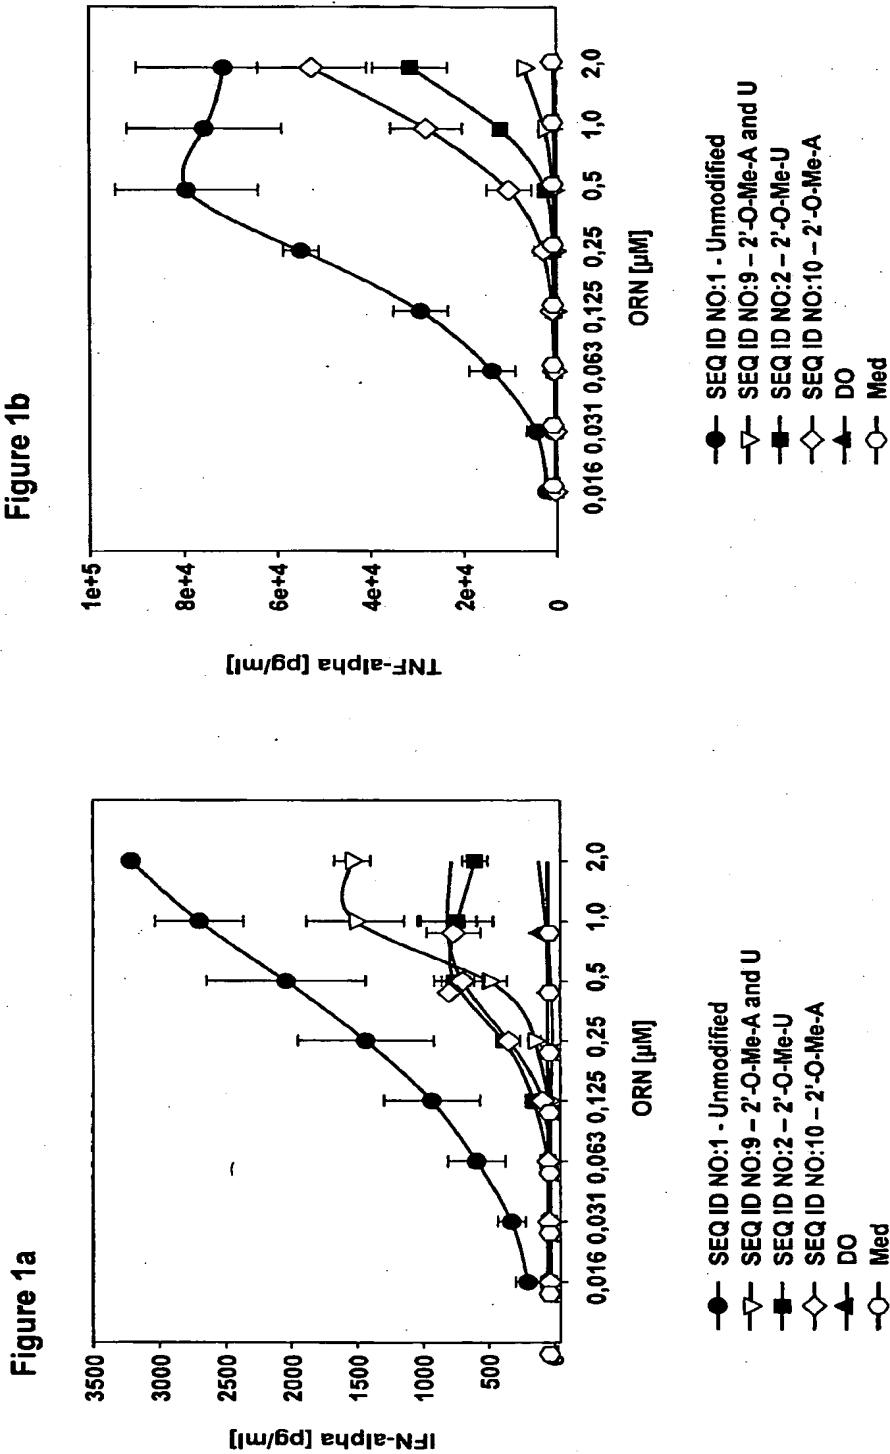 Figure 1a
IFN-alpha [pg/ml]
3500
3000
2500
2000
1500
1000
500
0
0,016 0,031 0,063 0,125 0,25 0,5 1,0 2,0
ORN [µM]
SEQ ID NO:1 - Unmodified
SEQ ID NO:9 – 2'-O-Me-A and U
SEQ ID NO:2 – 2'-O-Me-U
SEQ ID NO:10 – 2'-O-Me-A
DO
Med
Figure 1b
TNF-alpha [pg/ml]
1e+5
8e+4
6e+4
4e+4
2e+4
0
0,016 0,031 0,063 0,125 0,25 0,5 1,0 2,0
ORN [µM]
SEQ ID NO:1 - Unmodified
SEQ ID NO:9 – 2'-O-Me-A and U
SEQ ID NO:2 – 2'-O-Me-U
SEQ ID NO:10 – 2'-O-Me-A
DO
Med